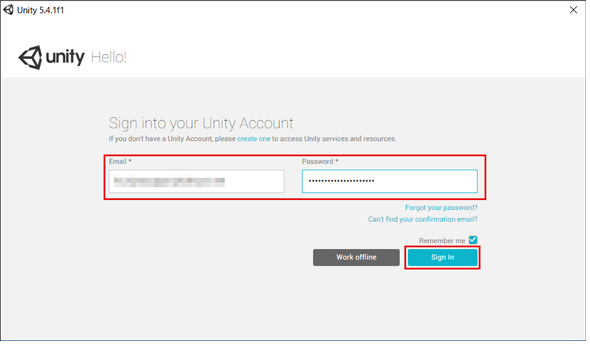 Unity 5.4.1f1
unity Hello!
Sign into your Unity Account
If you don't have a Unity Account, please create one to access Unity services and resources.
Email *
Password *
••••••••••••••••••••
Forgot your password?
Can't find your confirmation email?
Remember me
Work offline
Sign In